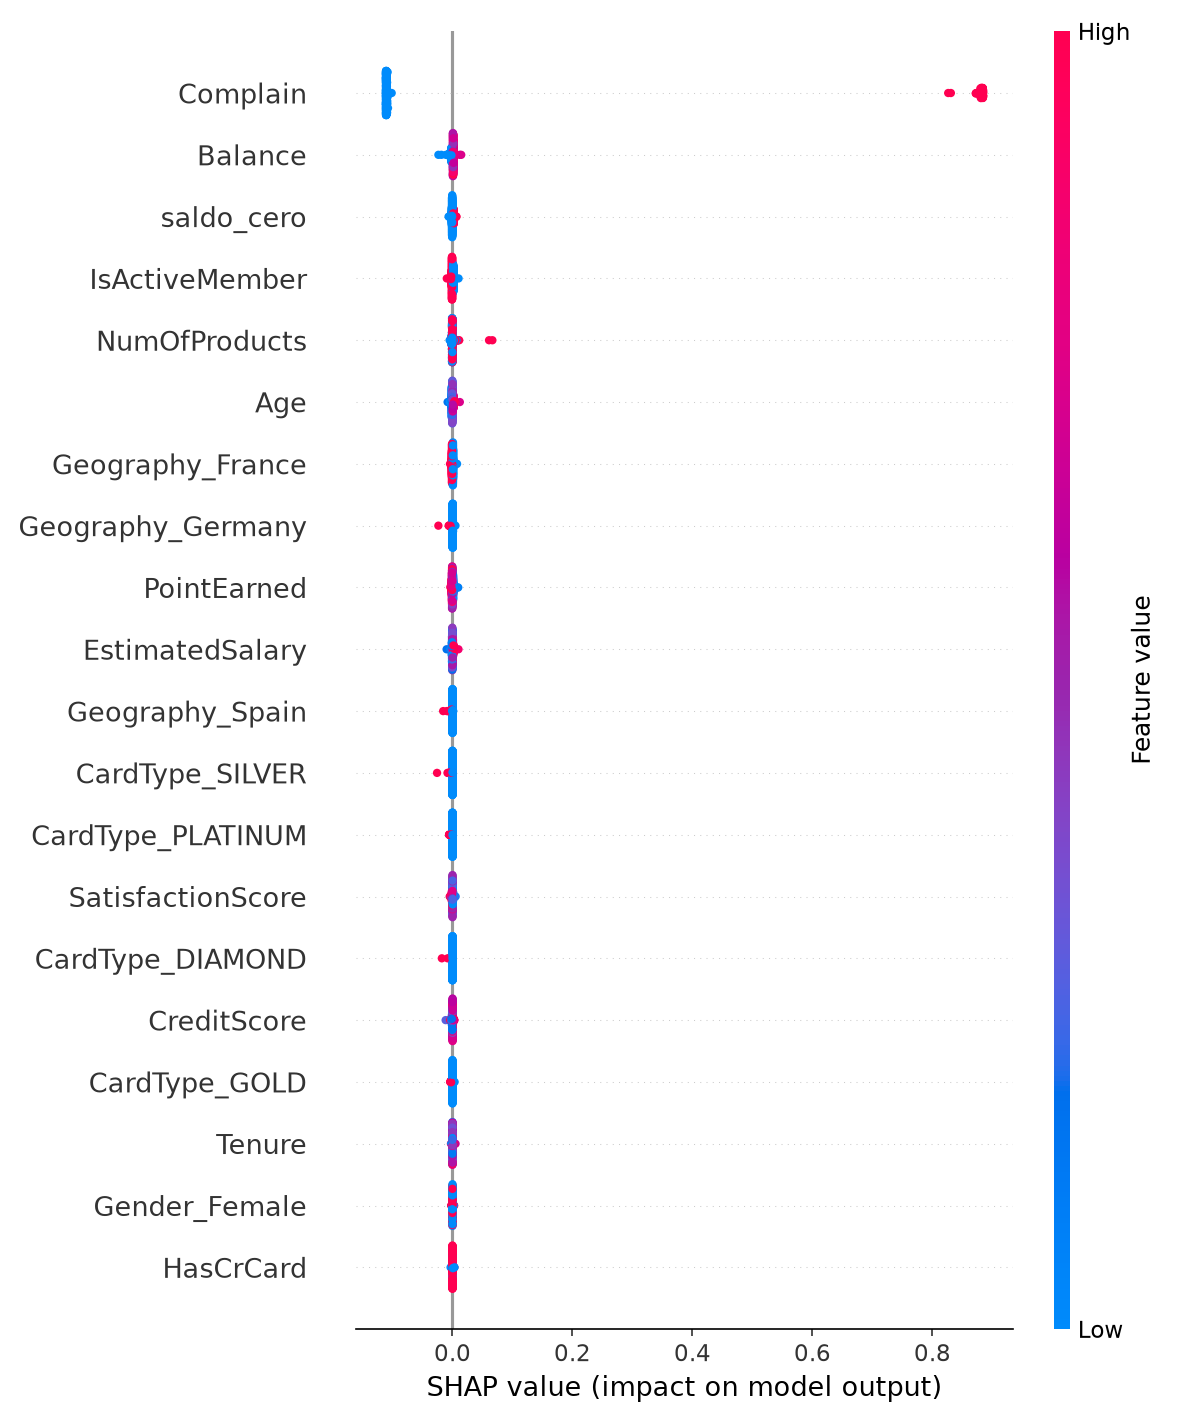 High
Complain
Balance
saldo_cero
IsActiveMember
NumOfProducts
Age
Geography_France
Geography_Germany
PointEarned
EstimatedSalary
Geography_Spain
CardType_SILVER
CardType_PLATINUM
SatisfactionScore
CardType_DIAMOND
CreditScore
CardType_GOLD
Tenure
Gender_Female
HasCrCard
Feature value
Low
0.0 0.2 0.4 0.6 0.8
SHAP value (impact on model output)